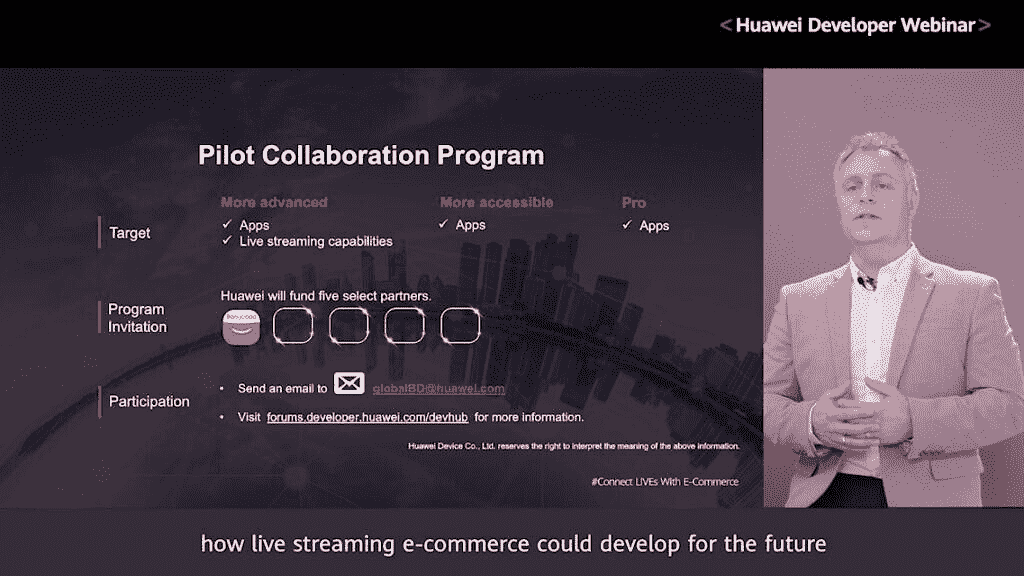 < Huawei Developer Webinar >
Pilot Collaboration Program
More advanced More accessible Pro
Target
✓ Apps ✓ Apps ✓ Apps
✓ Live streaming capabilities
Program
Invitation
Huawei will fund five select partners.
Participation
• Send an email to globalBD@huawei.com
• Visit forums.developer.huawei.com/devhub for more information.
Huawei Device Co., Ltd. reserves the right to interpret the meaning of the above information.
#Connect LIVEs With E-Commerce
how live streaming e-commerce could develop for the future